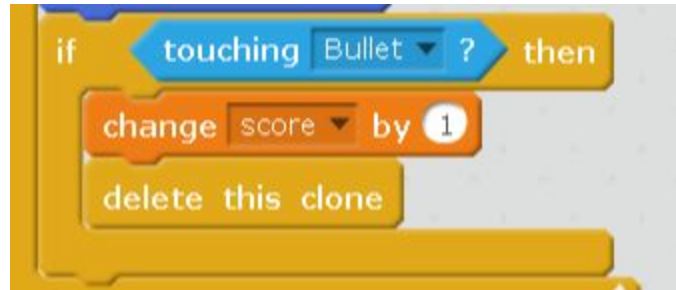 if touching Bullet ? then
change score by 1
delete this clone